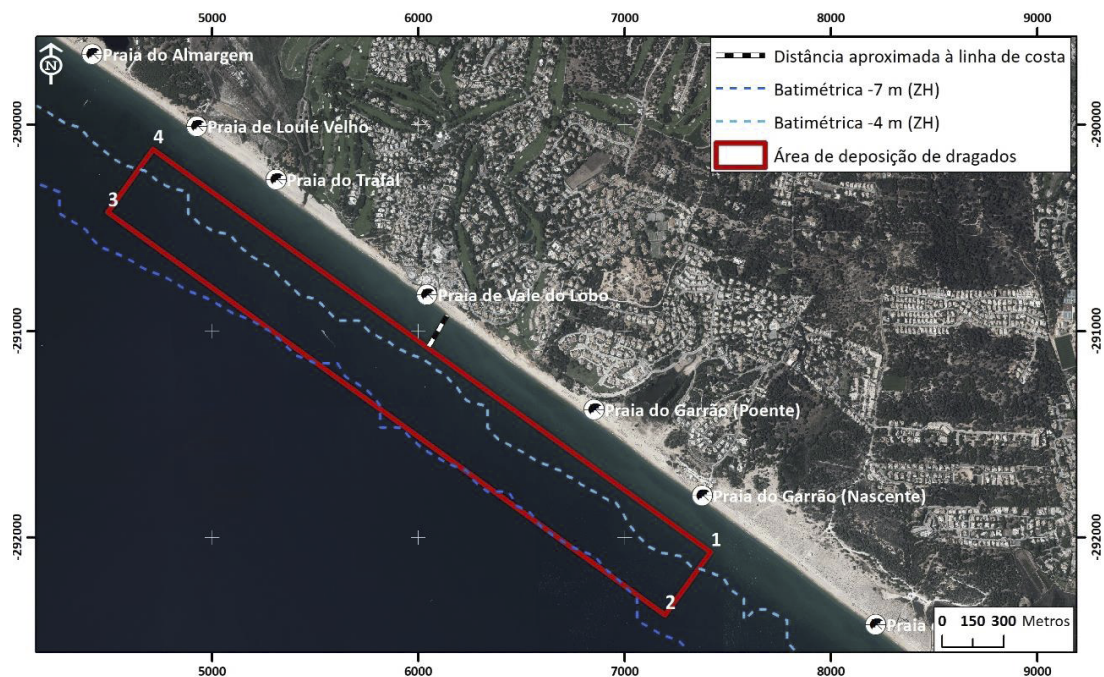 5000 6000 7000 8000 9000
N
Distância aproximada à linha de costa
Batimétrica -7 m (ZH)
Batimétrica -4 m (ZH)
Área de deposição de dragados
Praia do Almargem
-290000 -290000
Praia de Loulé Velho
4
Praia do Trafal
3
Praia de Vale do Lobo
-291000 -291000
Praia do Garrão (Poente)
Praia do Garrão (Nascente)
-292000 -292000
1
2
Praia
0 150 300 Metros
5000 6000 7000 8000 9000